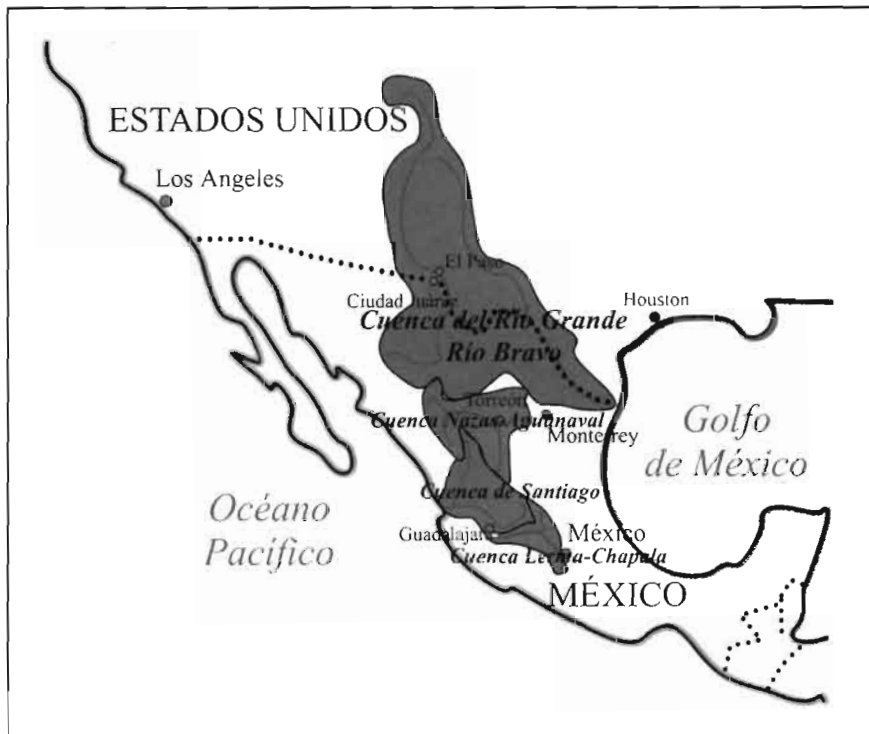 ESTADOS UNIDOS
Los Angeles
El Paso
Ciudad Juárez
Houston
Cuenca del Río Grande
Río Bravo
Torreón
Cuenca Nazas-Aguanaval
Monterrey
Golfo
de México
Cuenca de Santiago
Océano
Pacífico
Guadalajara
México
Cuenca Lerma-Chapala
MÉXICO